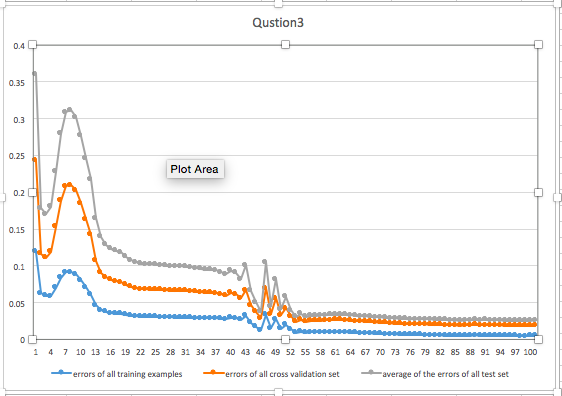 Qustion3
0.4
0.35
0.3
0.25
Plot Area
0.2
0.15
0.1
0.05
0
1 4 7 10 13 16 19 22 25 28 31 34 37 40 43 46 49 52 55 58 61 64 67 70 73 76 79 82 85 88 91 94 97 100
errors of all training examples errors of all cross validation set average of the errors of all test set